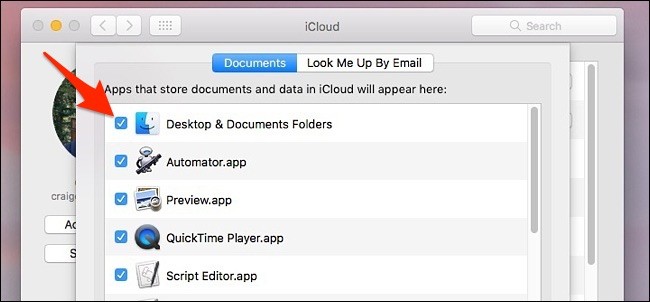 iCloud
Search
Documents
Look Me Up By Email
Apps that store documents and data in iCloud will appear here:
Desktop & Documents Folders
Automator.app
Preview.app
QuickTime Player.app
Script Editor.app
craig
A
S